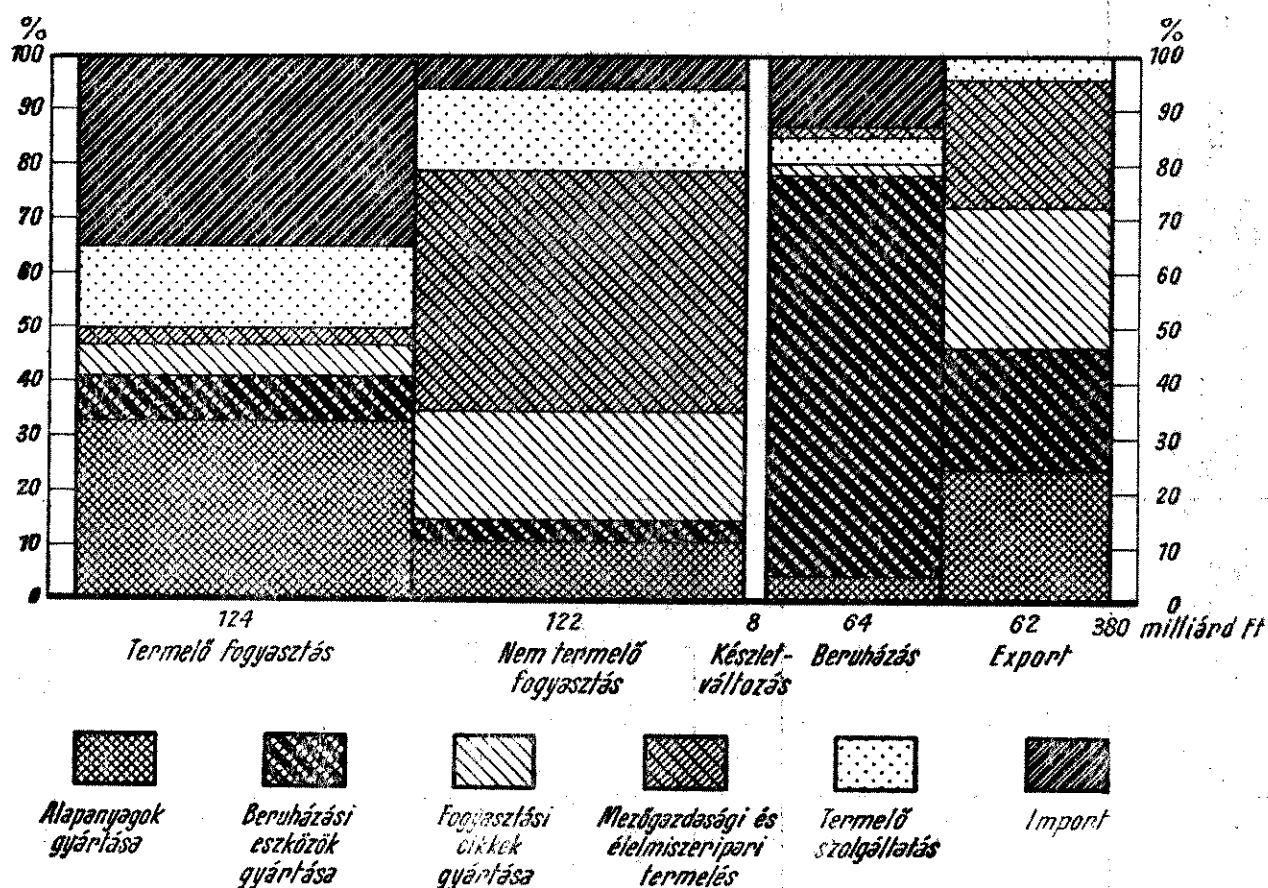 % %
100 100
90 90
80 80
70 70
60 60
50 50
40 40
30 30
20 20
10 10
0 0
124 122 8 64 62 380 milliárd Ft
Termelő fogyasztás
Nem termelő
fogyasztás
Készlet-
változás
Beruházás
Export
Alapanyagok
gyártása
Beruházási
eszközök
gyártása
Fogyasztási
cikkek
gyártása
Mezőgazdasági és
élelmiszeripari
termelés
Termelő
szolgáltatás
Import